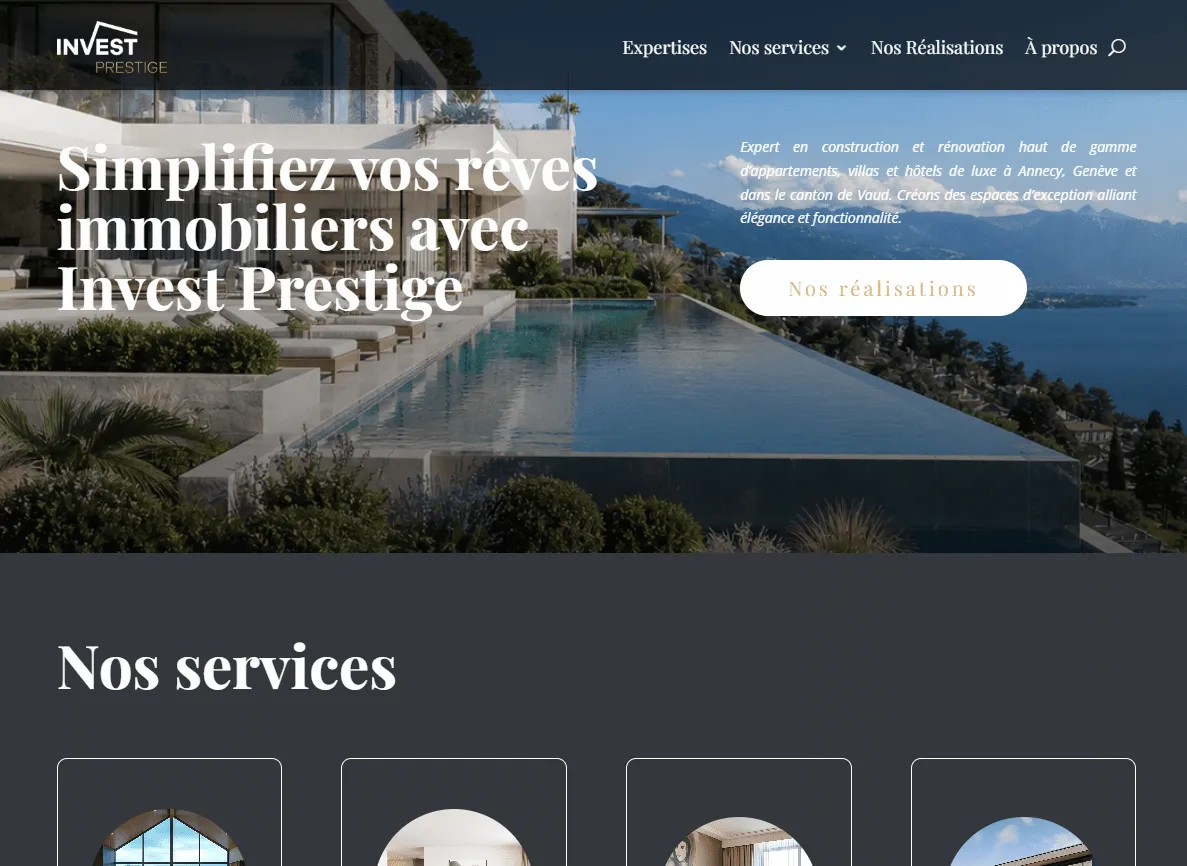 INVEST
PRESTIGE
Expertises
Nos services
Nos Réalisations
À propos
Simplifiez vos rêves
immobiliers avec
Invest Prestige
Expert en construction et rénovation haut de gamme
d'appartements, villas et hôtels de luxe à Annecy, Genève et
dans le canton de Vaud. Créons des espaces d'exception alliant
élégance et fonctionnalité.
Nos réalisations
Nos services